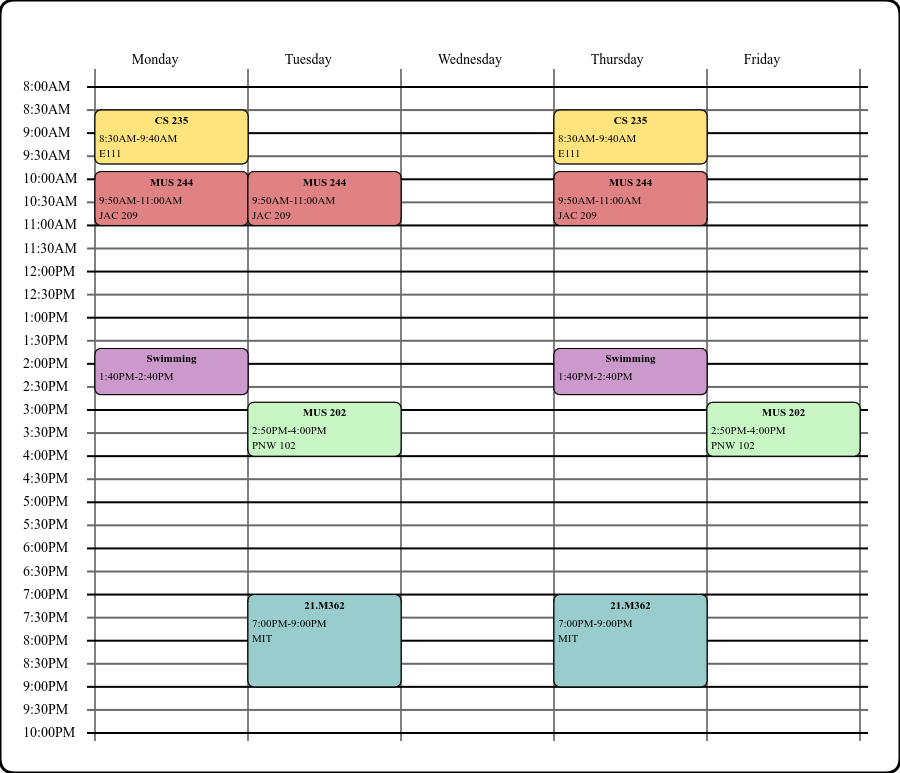 Monday Tuesday Wednesday Thursday Friday
8:00AM
8:30AM
CS 235 CS 235
9:00AM
8:30AM-9:40AM 8:30AM-9:40AM
9:30AM
E111 E111
10:00AM
MUS 244 MUS 244 MUS 244
10:30AM
9:50AM-11:00AM 9:50AM-11:00AM 9:50AM-11:00AM
JAC 209 JAC 209 JAC 209
11:00AM
11:30AM
12:00PM
12:30PM
1:00PM
1:30PM
Swimming Swimming
2:00PM
1:40PM-2:40PM 1:40PM-2:40PM
2:30PM
3:00PM
MUS 202 MUS 202
3:30PM
2:50PM-4:00PM 2:50PM-4:00PM
PNW 102 PNW 102
4:00PM
4:30PM
5:00PM
5:30PM
6:00PM
6:30PM
7:00PM
21.M362 21.M362
7:30PM
7:00PM-9:00PM 7:00PM-9:00PM
8:00PM
MIT MIT
8:30PM
9:00PM
9:30PM
10:00PM